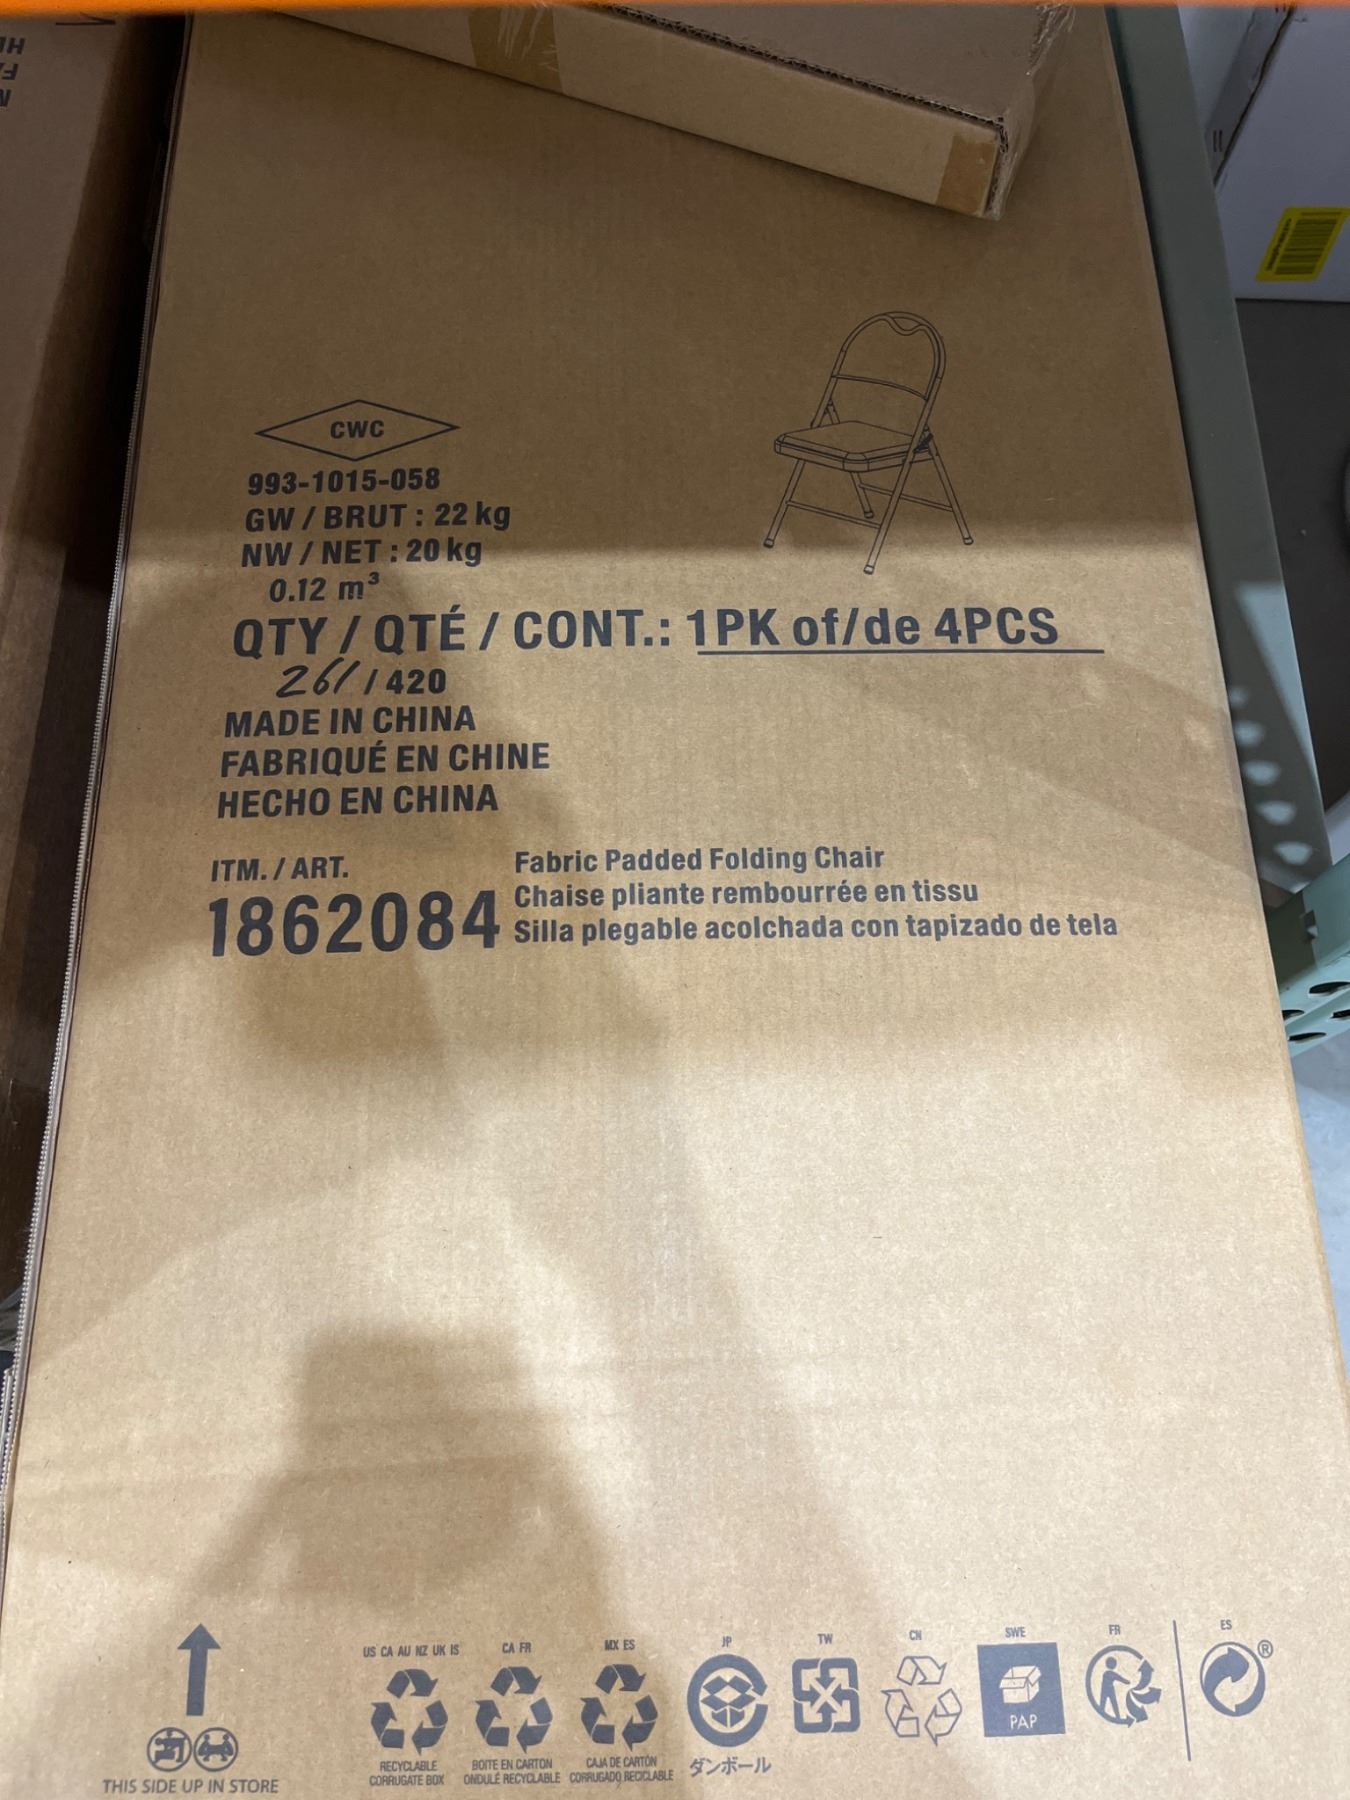 CWC
993-1015-058
GW / BRUT : 22 kg
NW / NET : 20 kg
0.12 m³
QTY / QTÉ / CONT.: 1PK of/de 4PCS
261 / 420
MADE IN CHINA
FABRIQUÉ EN CHINE
HECHO EN CHINA
ITM. / ART.
1862084
Fabric Padded Folding Chair
Chaise pliante rembourrée en tissu
Silla plegable acolchada con tapizado de tela
THIS SIDE UP IN STORE
US CA AU NZ UK IS
RECYCLABLE
CORRUGATE BOX
CA FR
BOITE EN CARTON
ONDULÉ RECYCLABLE
MX ES
CAJA DE CARTÓN
CORRUGADO RECICLABLE
JP
ダンボール
TW
CN
SWE
PAP
FR
ES
®